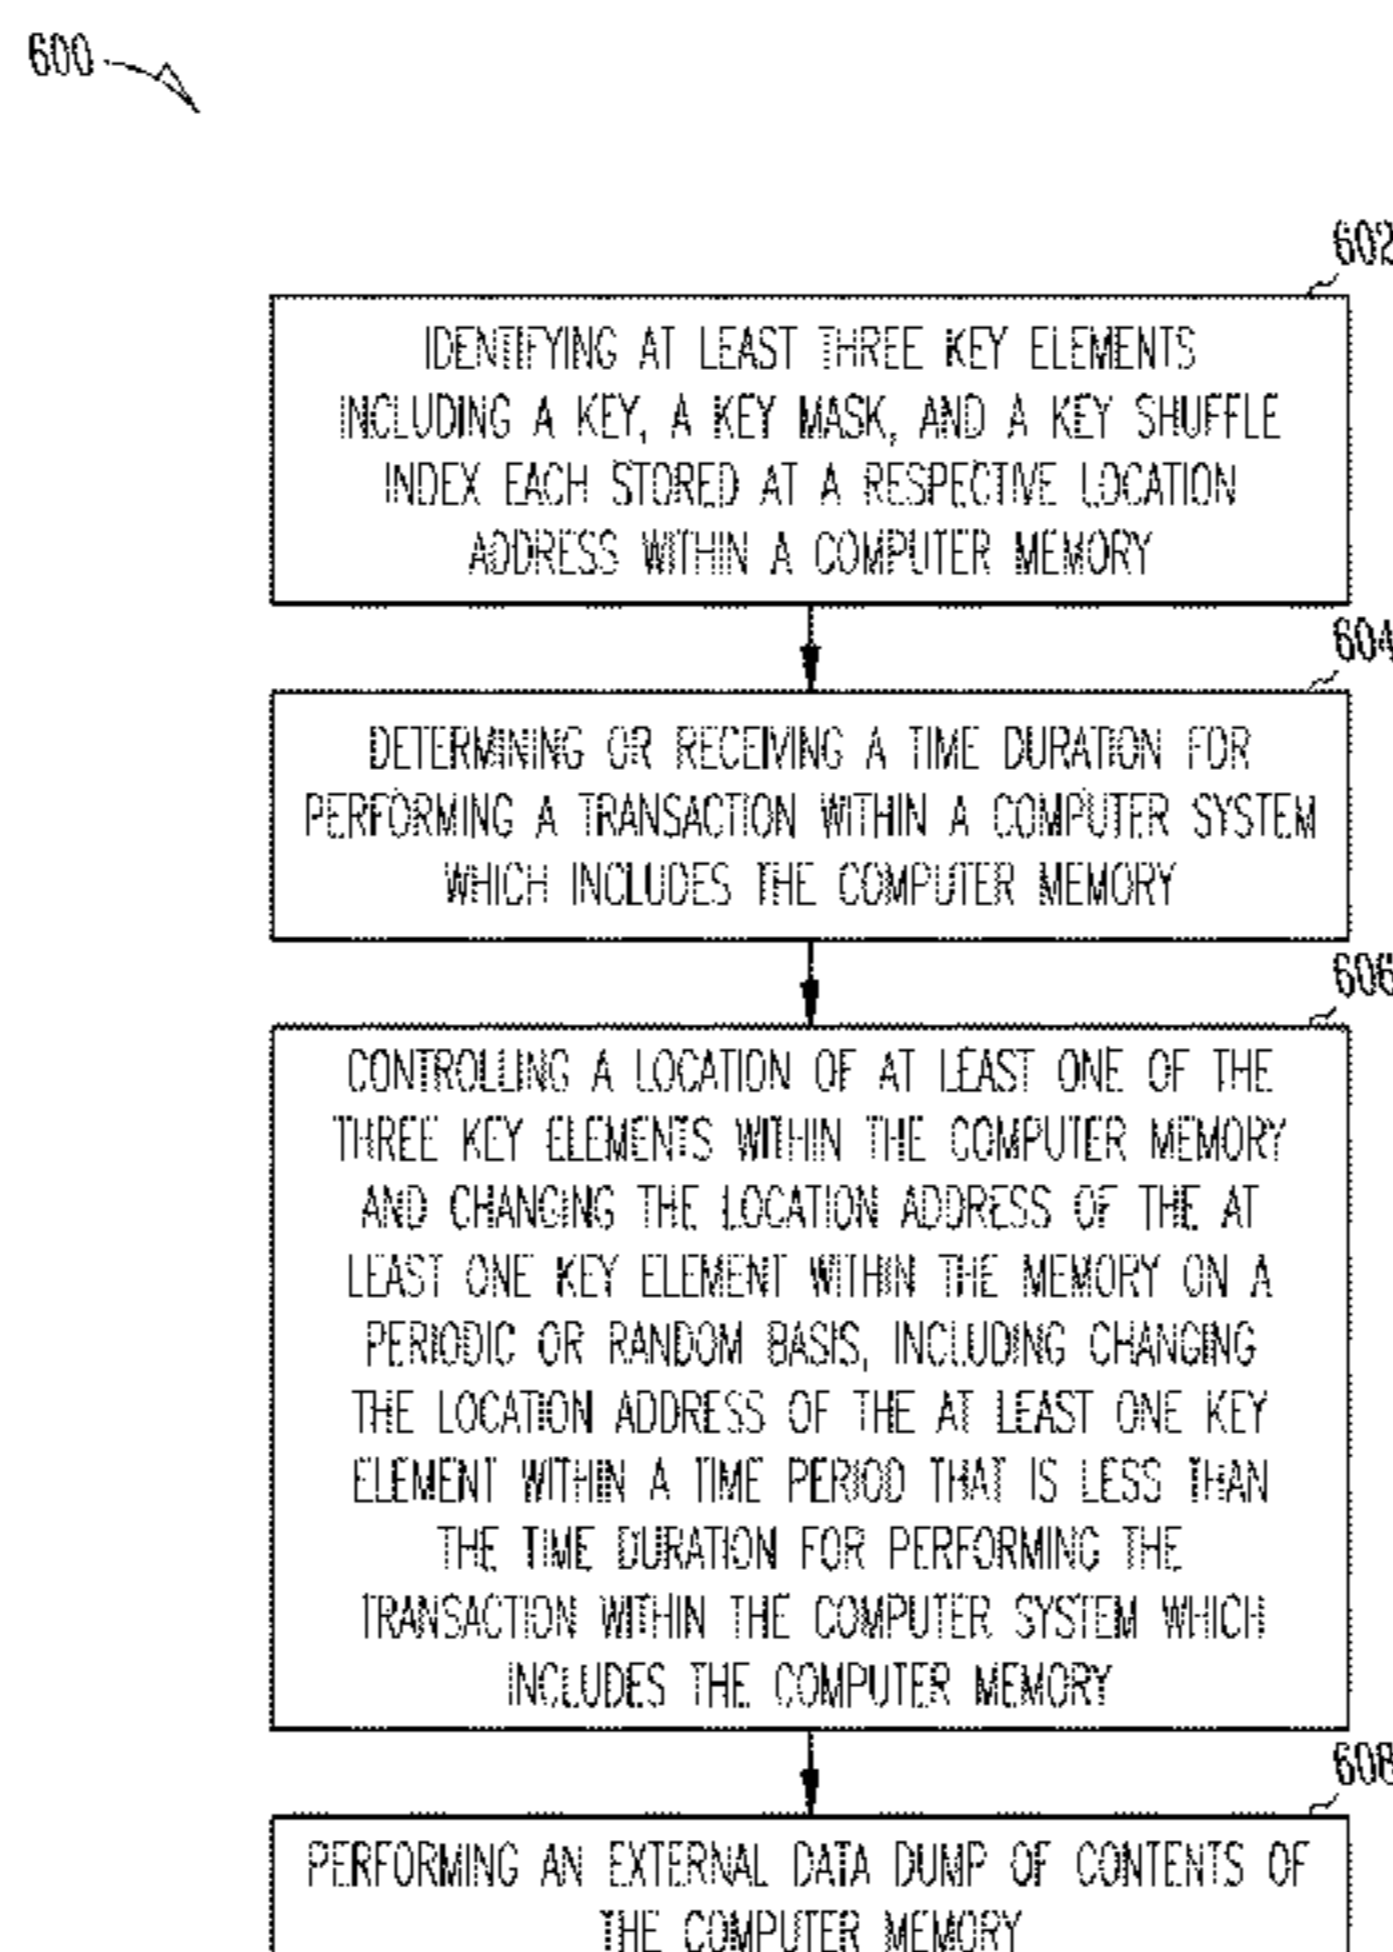 600
602
IDENTIFYING AT LEAST THREE KEY ELEMENTS
INCLUDING A KEY, A KEY MASK, AND A KEY SHUFFLE
INDEX EACH STORED AT A RESPECTIVE LOCATION
ADDRESS WITHIN A COMPUTER MEMORY
604
DETERMINING OR RECEIVING A TIME DURATION FOR
PERFORMING A TRANSACTION WITHIN A COMPUTER SYSTEM
WHICH INCLUDES THE COMPUTER MEMORY
606
CONTROLLING A LOCATION OF AT LEAST ONE OF THE
THREE KEY ELEMENTS WITHIN THE COMPUTER MEMORY
AND CHANGING THE LOCATION ADDRESS OF THE AT
LEAST ONE KEY ELEMENT WITHIN THE MEMORY ON A
PERIODIC OR RANDOM BASIS, INCLUDING CHANGING
THE LOCATION ADDRESS OF THE AT LEAST ONE KEY
ELEMENT WITHIN A TIME PERIOD THAT IS LESS THAN
THE TIME DURATION FOR PERFORMING THE
TRANSACTION WITHIN THE COMPUTER SYSTEM WHICH
INCLUDES THE COMPUTER MEMORY
608
PERFORMING AN EXTERNAL DATA DUMP OF CONTENTS OF
THE COMPUTER MEMORY